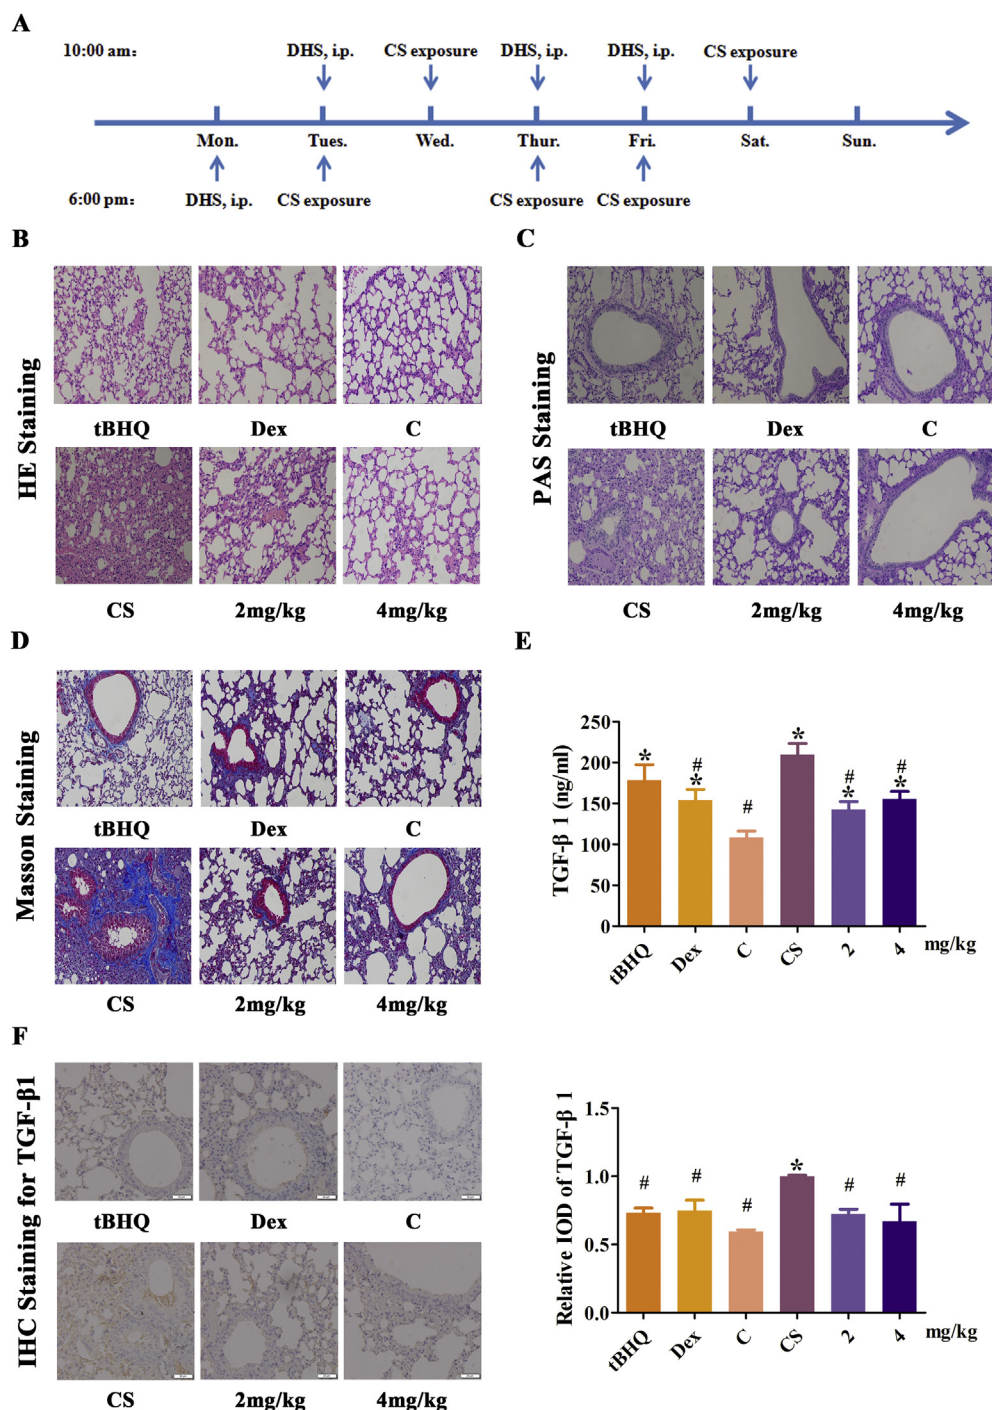 A
10:00 am:
DHS, i.p. CS exposure DHS, i.p. DHS, i.p. CS exposure
Mon. Tues. Wed. Thur. Fri. Sat. Sun.
6:00 pm:
DHS, i.p. CS exposure CS exposure CS exposure
B
HE Staining
tBHQ Dex C
CS 2mg/kg 4mg/kg
C
PAS Staining
tBHQ Dex C
CS 2mg/kg 4mg/kg
D
Masson Staining
tBHQ Dex C
CS 2mg/kg 4mg/kg
E
TGF-β 1 (ng/ml)
250
200
150
100
50
0
* # * # * # * # *
tBHQ Dex C CS 2 4 mg/kg
F
IHC Staining for TGF-β1
tBHQ Dex C
CS 2mg/kg 4mg/kg
Relative IOD of TGF-β 1
1.5
1.0
0.5
0.0
# # # * # #
tBHQ Dex C CS 2 4 mg/kg